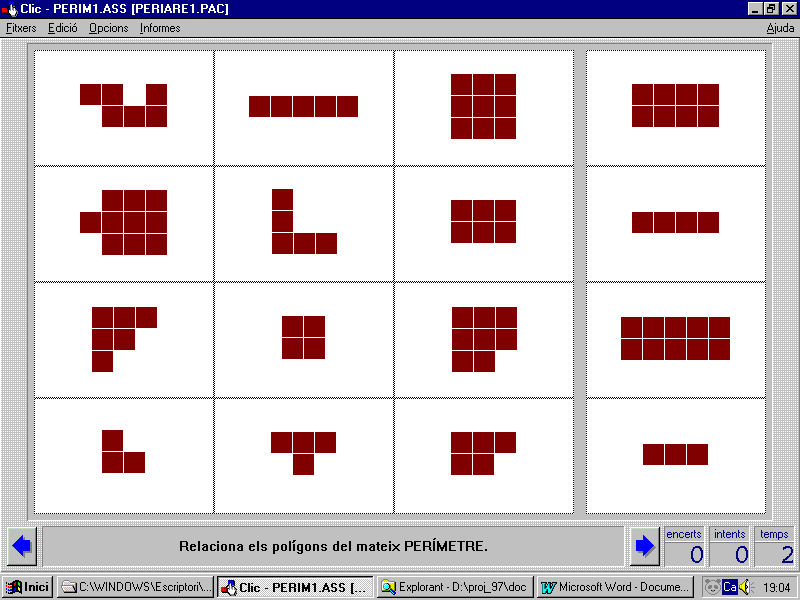 Clic - PERIM1.ASS [PERIARE1.PAC]
Fitxers Edició Opcions Informes Ajuda
Relaciona els polígons del mateix PERÍMETRE.
encerts intents temps
0 0 2
Inici C:\WINDOWS\Escriptori\... Clic - PERIM1.ASS [... Explorant - D:\proj_97\doc Microsoft Word - Docume... Ca 19:04